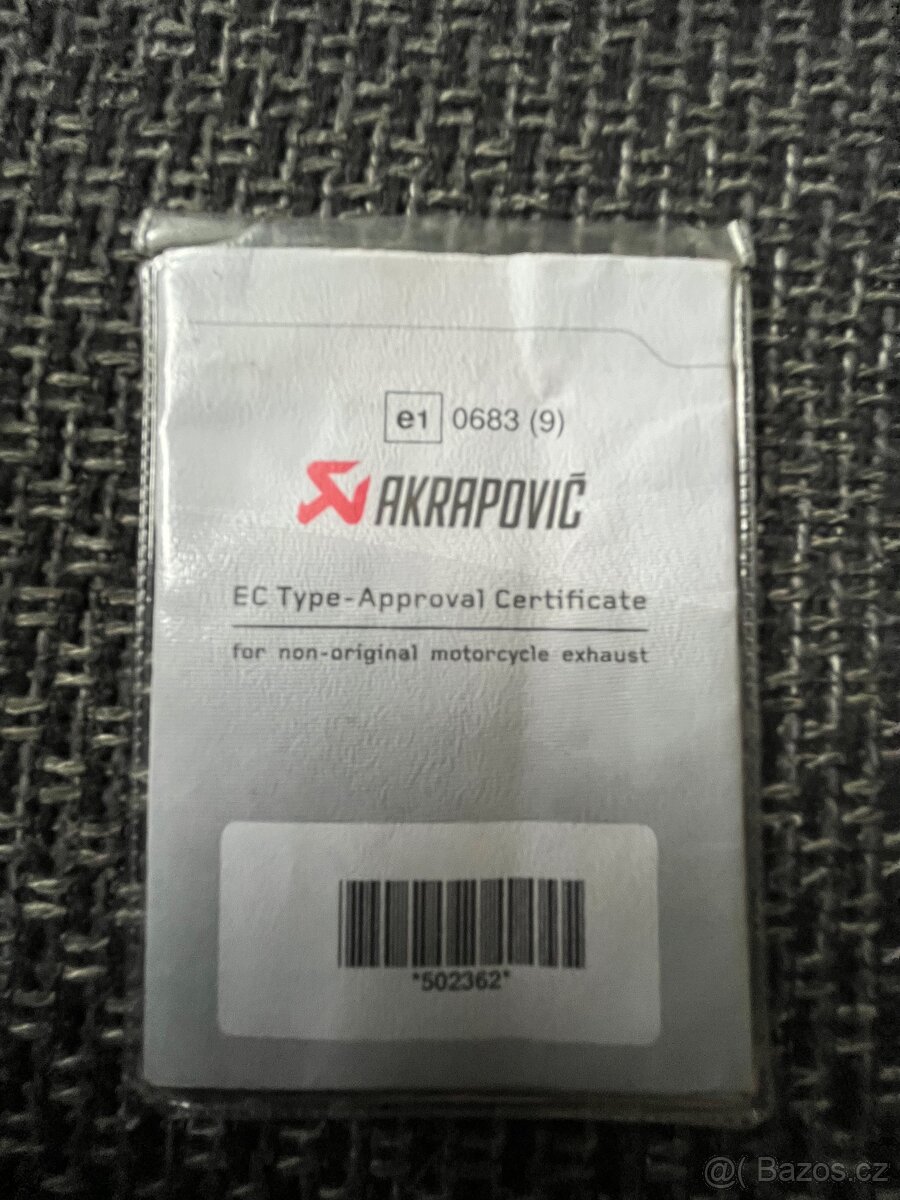 e1 0683 (9)
AKRAPOVIČ
EC Type-Approval Certificate
for non-original motorcycle exhaust
*502362*
@( Bazos.cz